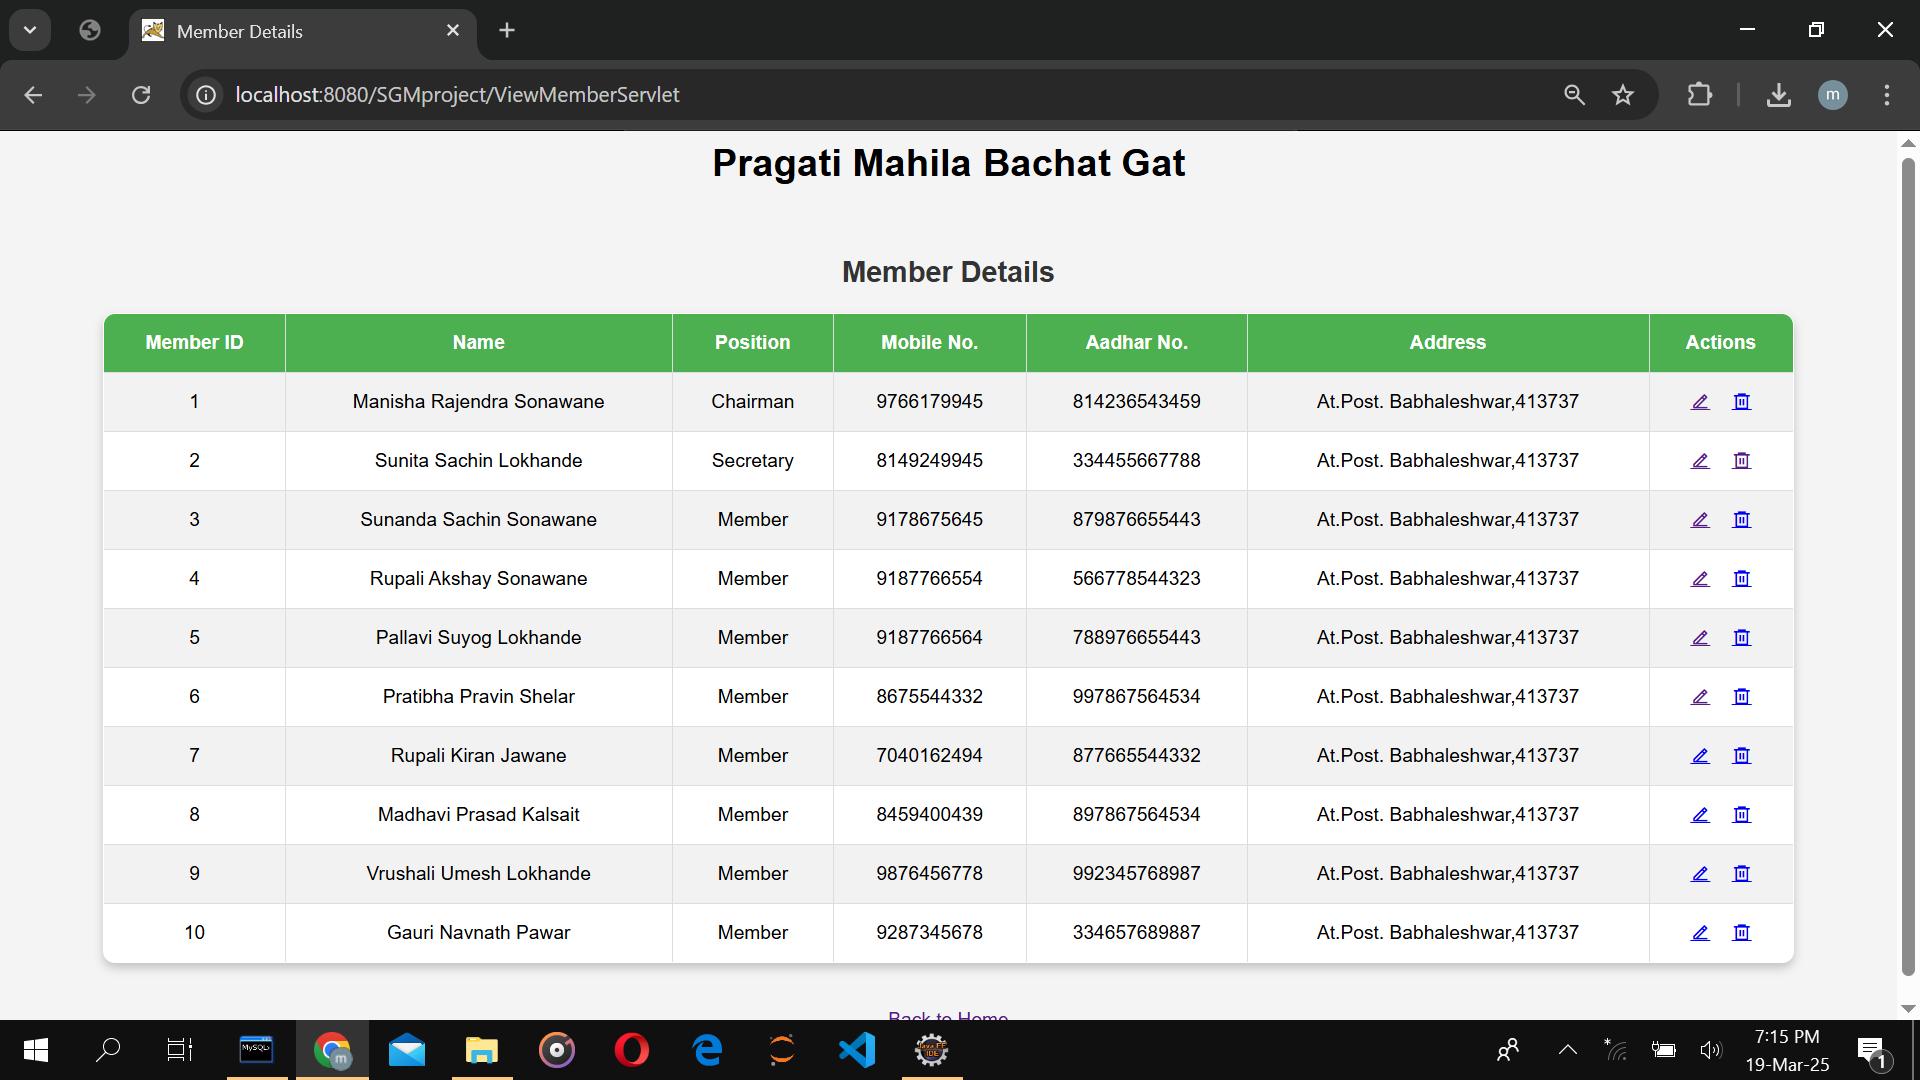 Member Details
localhost:8080/SGMproject/ViewMemberServlet
m
Pragati Mahila Bachat Gat
Member Details
Member ID Name Position Mobile No. Aadhar No. Address Actions
1 Manisha Rajendra Sonawane Chairman 9766179945 814236543459 At.Post. Babhaleshwar,413737
2 Sunita Sachin Lokhande Secretary 8149249945 334455667788 At.Post. Babhaleshwar,413737
3 Sunanda Sachin Sonawane Member 9178675645 879876655443 At.Post. Babhaleshwar,413737
4 Rupali Akshay Sonawane Member 9187766554 566778544323 At.Post. Babhaleshwar,413737
5 Pallavi Suyog Lokhande Member 9187766564 788976655443 At.Post. Babhaleshwar,413737
6 Pratibha Pravin Shelar Member 8675544332 997867564534 At.Post. Babhaleshwar,413737
7 Rupali Kiran Jawane Member 7040162494 877665544332 At.Post. Babhaleshwar,413737
8 Madhavi Prasad Kalsait Member 8459400439 897867564534 At.Post. Babhaleshwar,413737
9 Vrushali Umesh Lokhande Member 9876456778 992345768987 At.Post. Babhaleshwar,413737
10 Gauri Navnath Pawar Member 9287345678 334657689887 At.Post. Babhaleshwar,413737
Back to Home
MySQL
m
Java EE
IDE
7:15 PM
19-Mar-25
1